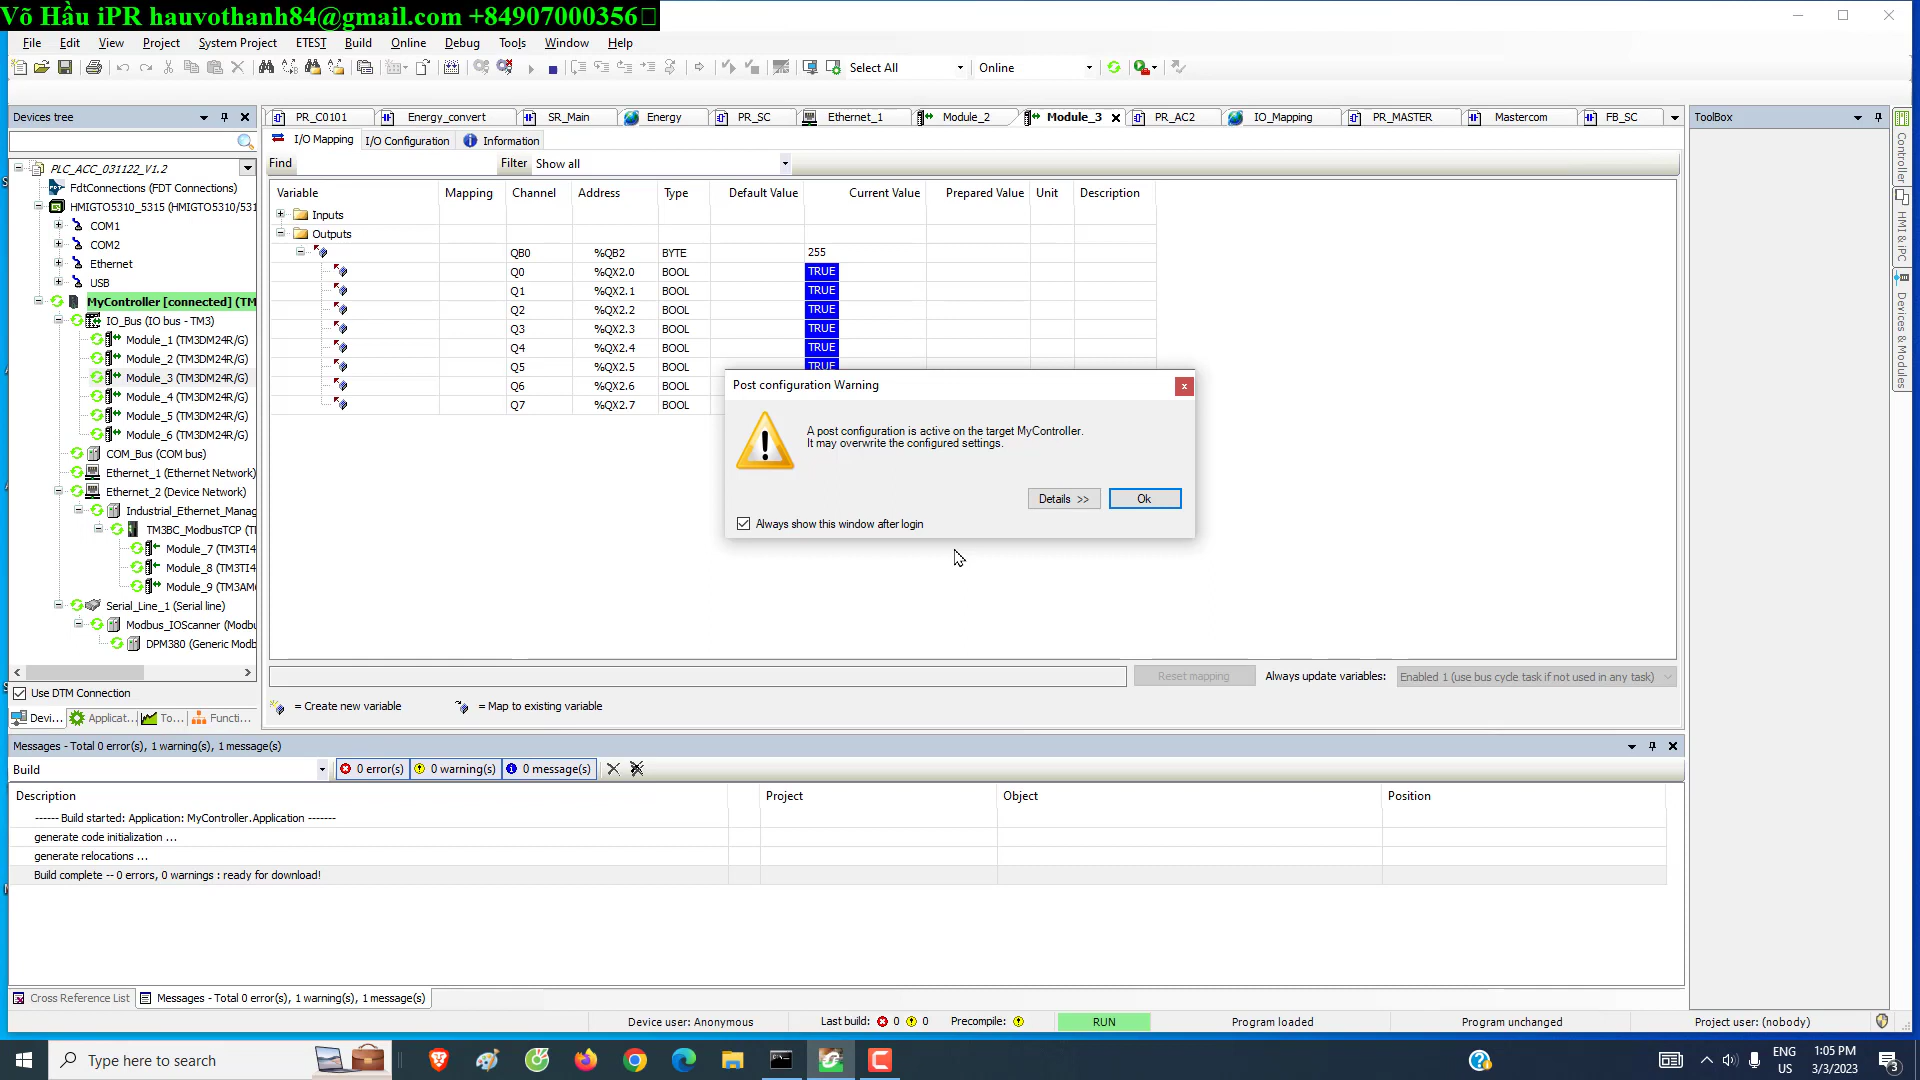 Võ Hầu iPR hauvothanh84@gmail.com +84907000356
File Edit View Project System Project ETEST Build Online Debug Tools Window Help
Select All Online
Devices tree
PR_C0101 Energy_convert SR_Main Energy PR_SC Ethernet_1 Module_2 Module_3 PR_AC2 IO_Mapping PR_MASTER Mastercom FB_SC
ToolBox
I/O Mapping I/O Configuration Information
Find Filter Show all
Variable Mapping Channel Address Type Default Value Current Value Prepared Value Unit Description
Inputs
Outputs
QB0 %QB2 BYTE 255
Q0 %QX2.0 BOOL TRUE
Q1 %QX2.1 BOOL TRUE
Q2 %QX2.2 BOOL TRUE
Q3 %QX2.3 BOOL TRUE
Q4 %QX2.4 BOOL TRUE
Q5 %QX2.5 BOOL TRUE
Q6 %QX2.6 BOOL
Q7 %QX2.7 BOOL
PLC_ACC_031122_V1.2
FdtConnections (FDT Connections)
HMIGTO5310_5315 (HMIGTO5310/531
COM1
COM2
Ethernet
USB
MyController [connected] (TM
IO_Bus (IO bus - TM3)
Module_1 (TM3DM24R/G)
Module_2 (TM3DM24R/G)
Module_3 (TM3DM24R/G)
Module_4 (TM3DM24R/G)
Module_5 (TM3DM24R/G)
Module_6 (TM3DM24R/G)
COM_Bus (COM bus)
Ethernet_1 (Ethernet Network)
Ethernet_2 (Device Network)
Industrial_Ethernet_Manag
TM3BC_ModbusTCP (TI
Module_7 (TM3TI4
Module_8 (TM3TI4
Module_9 (TM3AM
Serial_Line_1 (Serial line)
Modbus_IOScanner (Modbu
DPM380 (Generic Modb
Use DTM Connection
Devi... Applicat... To... Functi...
Post configuration Warning
A post configuration is active on the target MyController.
It may overwrite the configured settings.
Details >> Ok
Always show this window after login
Reset mapping Always update variables: Enabled 1 (use bus cycle task if not used in any task)
= Create new variable = Map to existing variable
Controller
HMI & iPC
Devices & Modules
Messages - Total 0 error(s), 1 warning(s), 1 message(s)
Build 0 error(s) 0 warning(s) 0 message(s)
Description Project Object Position
------ Build started: Application: MyController.Application -------
generate code initialization ...
generate relocations ...
Build complete -- 0 errors, 0 warnings : ready for download!
Cross Reference List Messages - Total 0 error(s), 1 warning(s), 1 message(s)
Device user: Anonymous Last build: 0 0 Precompile: RUN Program loaded Program unchanged Project user: (nobody)
Type here to search
ENG
US
1:05 PM
3/3/2023
3